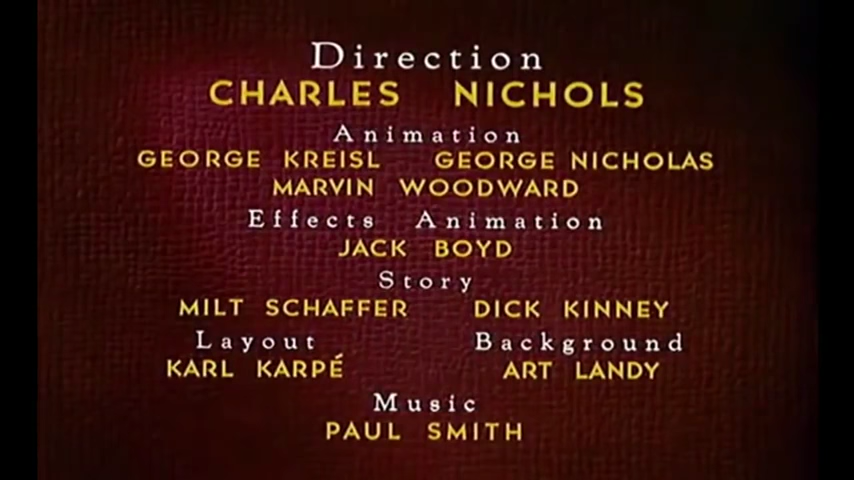 Direction
CHARLES NICHOLS
Animation
GEORGE KREISL GEORGE NICHOLAS
MARVIN WOODWARD
Effects Animation
JACK BOYD
Story
MILT SCHAFFER DICK KINNEY
Layout Background
KARL KARPÉ ART LANDY
Music
PAUL SMITH